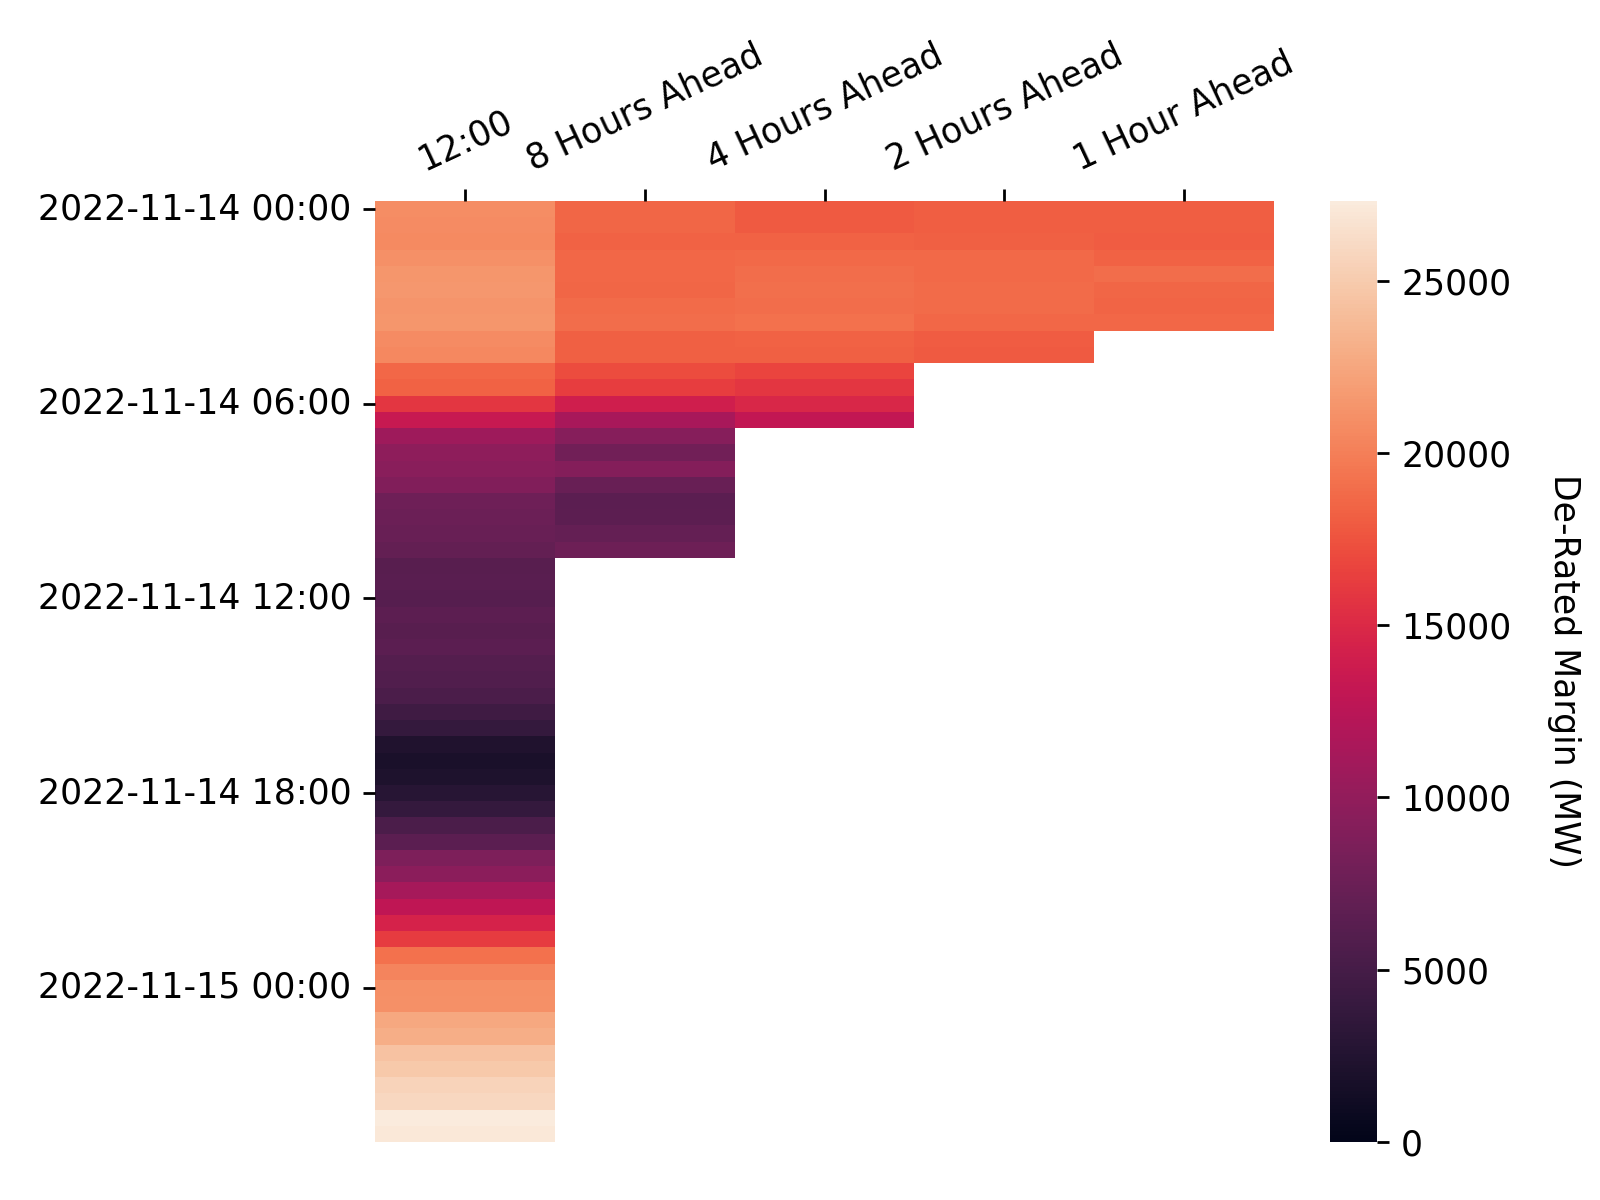 12:00
8 Hours Ahead
4 Hours Ahead
2 Hours Ahead
1 Hour Ahead
2022-11-14 00:00
2022-11-14 06:00
2022-11-14 12:00
2022-11-14 18:00
2022-11-15 00:00
25000
20000
15000
10000
5000
0
De-Rated Margin (MW)